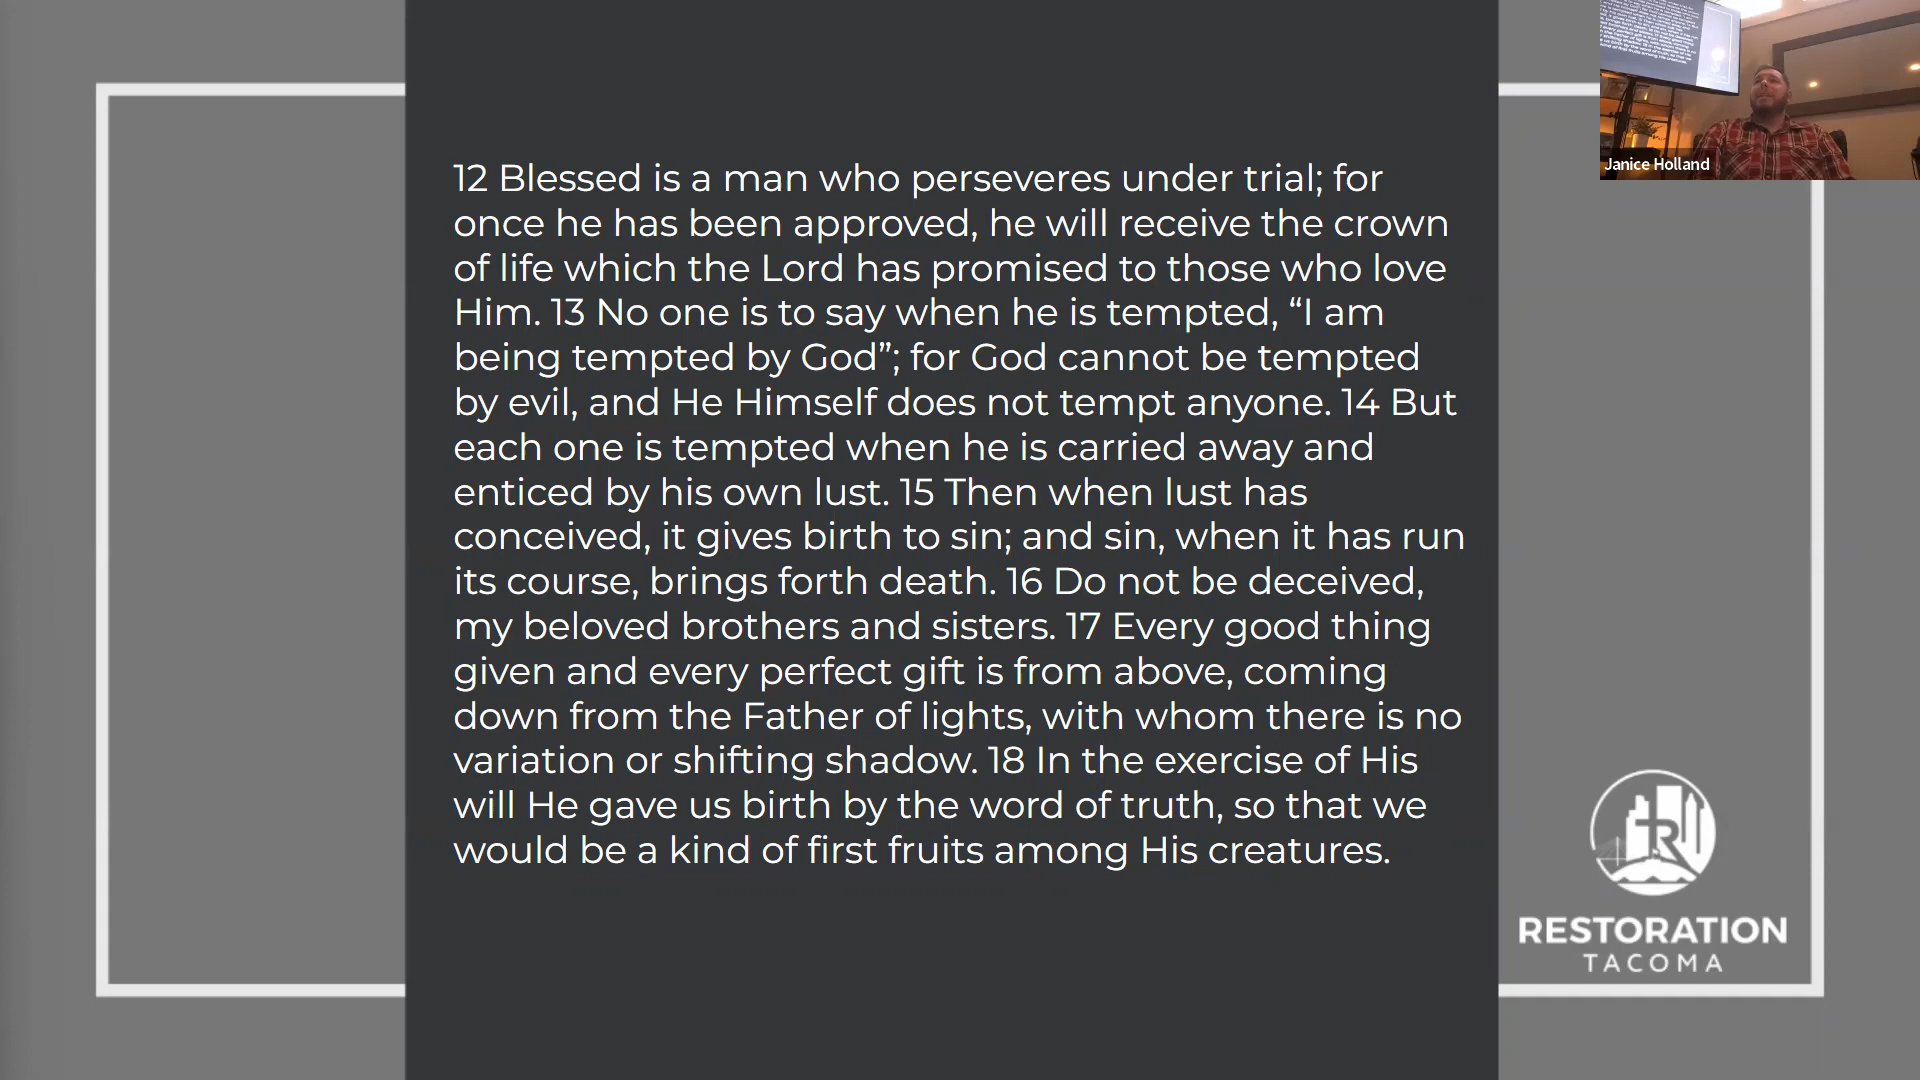 12 Blessed is a man who perseveres under trial; for
once he has been approved, he will receive the crown
of life which the Lord has promised to those who love
Him. 13 No one is to say when he is tempted, “I am
being tempted by God”; for God cannot be tempted
by evil, and He Himself does not tempt anyone. 14 But
each one is tempted when he is carried away and
enticed by his own lust. 15 Then when lust has
conceived, it gives birth to sin; and sin, when it has run
its course, brings forth death. 16 Do not be deceived,
my beloved brothers and sisters. 17 Every good thing
given and every perfect gift is from above, coming
down from the Father of lights, with whom there is no
variation or shifting shadow. 18 In the exercise of His
will He gave us birth by the word of truth, so that we
would be a kind of first fruits among His creatures.
Janice Holland
R
RESTORATION
TACOMA